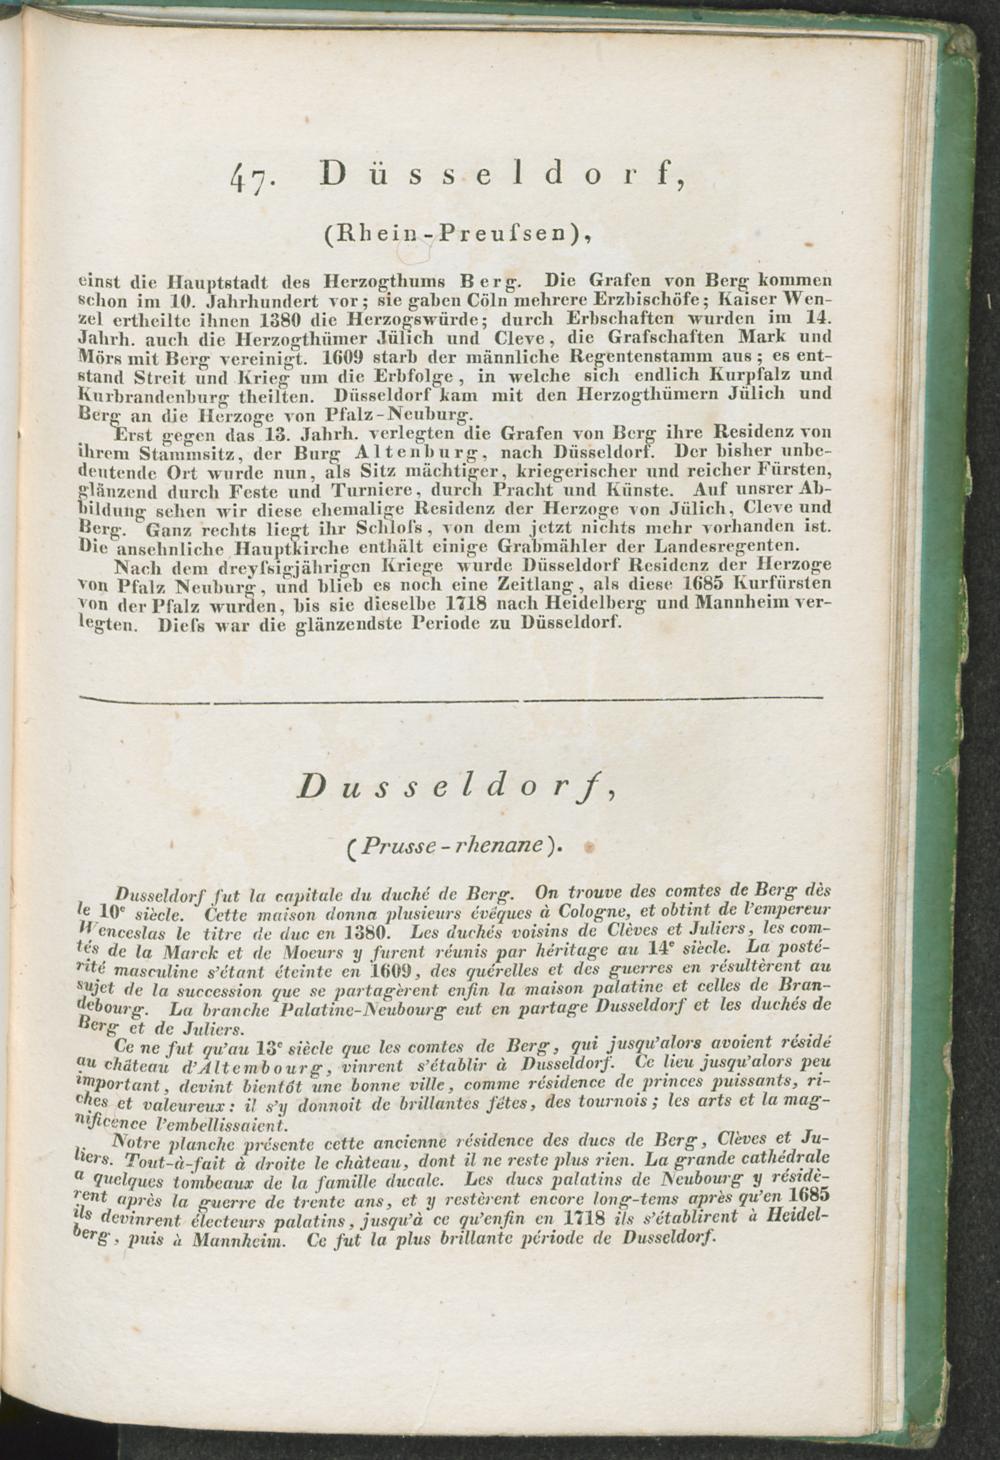 47. Düsseldorf,
(Rhein-Preuſsen),
einst die Hauptstadt des Herzogthums Berg. Die Grafen von Berg kommen
schon im 10. Jahrhundert vor; sie gaben Cöln mehrere Erzbischöfe; Kaiser Wen-
zel ertheilte ihnen 1380 die Herzogswürde; durch Erbschaften wurden im 14.
Jahrh. auch die Herzogthümer Jülich und Cleve, die Grafschaften Mark und
Mörs mit Berg vereinigt. 1609 starb der männliche Regentenstamm aus; es ent-
stand Streit und Krieg um die Erbfolge, in welche sich endlich Kurpfalz und
Kurbrandenburg theilten. Düsseldorf kam mit den Herzogthümern Jülich und
Berg an die Herzoge von Pfalz-Neuburg.
Erst gegen das 13. Jahrh. verlegten die Grafen von Berg ihre Residenz von
ihrem Stammsitz, der Burg Altenburg, nach Düsseldorf. Der bisher unbe-
deutende Ort wurde nun, als Sitz mächtiger, kriegerischer und reicher Fürsten,
glänzend durch Feste und Turniere, durch Pracht und Künste. Auf unsrer Ab-
bildung sehen wir diese ehemalige Residenz der Herzoge von Jülich, Cleve und
Berg. Ganz rechts liegt ihr Schloſs, von dem jetzt nichts mehr vorhanden ist.
Die ansehnliche Hauptkirche enthält einige Grabmähler der Landesregenten.
Nach dem dreyſsigjährigen Kriege wurde Düsseldorf Residenz der Herzoge
von Pfalz Neuburg, und blieb es noch eine Zeitlang, als diese 1685 Kurfürsten
von der Pfalz wurden, bis sie dieselbe 1718 nach Heidelberg und Mannheim ver-
legten. Dieſs war die glänzendste Periode zu Düsseldorf.
Dusseldorf,
(Prusse-rhenane).
Dusseldorf fut la capitale du duché de Berg. On trouve des comtes de Berg dès
le 10e siècle. Cette maison donna plusieurs évêques à Cologne, et obtint de l'empereur
Wenceslas le titre de duc en 1380. Les duchés voisins de Clèves et Juliers, les com-
tés de la Marck et de Moeurs y furent réunis par héritage au 14e siècle. La posté-
rité masculine s'étant éteinte en 1609, des quérelles et des guerres en résultèrent au
sujet de la succession que se partagèrent enfin la maison palatine et celles de Bran-
debourg. La branche Palatine-Neubourg eut en partage Dusseldorf et les duchés de
Berg et de Juliers.
Ce ne fut qu'au 13e siècle que les comtes de Berg, qui jusqu'alors avoient résidé
au château d'Altembourg, vinrent s'établir à Dusseldorf. Ce lieu jusqu'alors peu
important, devint bientôt une bonne ville, comme résidence de princes puissants, ri-
ches et valeureux: il s'y donnoit de brillantes fêtes, des tournois; les arts et la mag-
nificence l'embellissaient.
Notre planche présente cette ancienne résidence des ducs de Berg, Clèves et Ju-
liers. Tout-à-fait à droite le château, dont il ne reste plus rien. La grande cathédrale
a quelques tombeaux de la famille ducale. Les ducs palatins de Neubourg y résidè-
rent après la guerre de trente ans, et y restèrent encore long-tems après qu'en 1685
ils devinrent électeurs palatins, jusqu'à ce qu'enfin en 1718 ils s'établirent à Heidel-
berg, puis à Mannheim. Ce fut la plus brillante période de Dusseldorf.